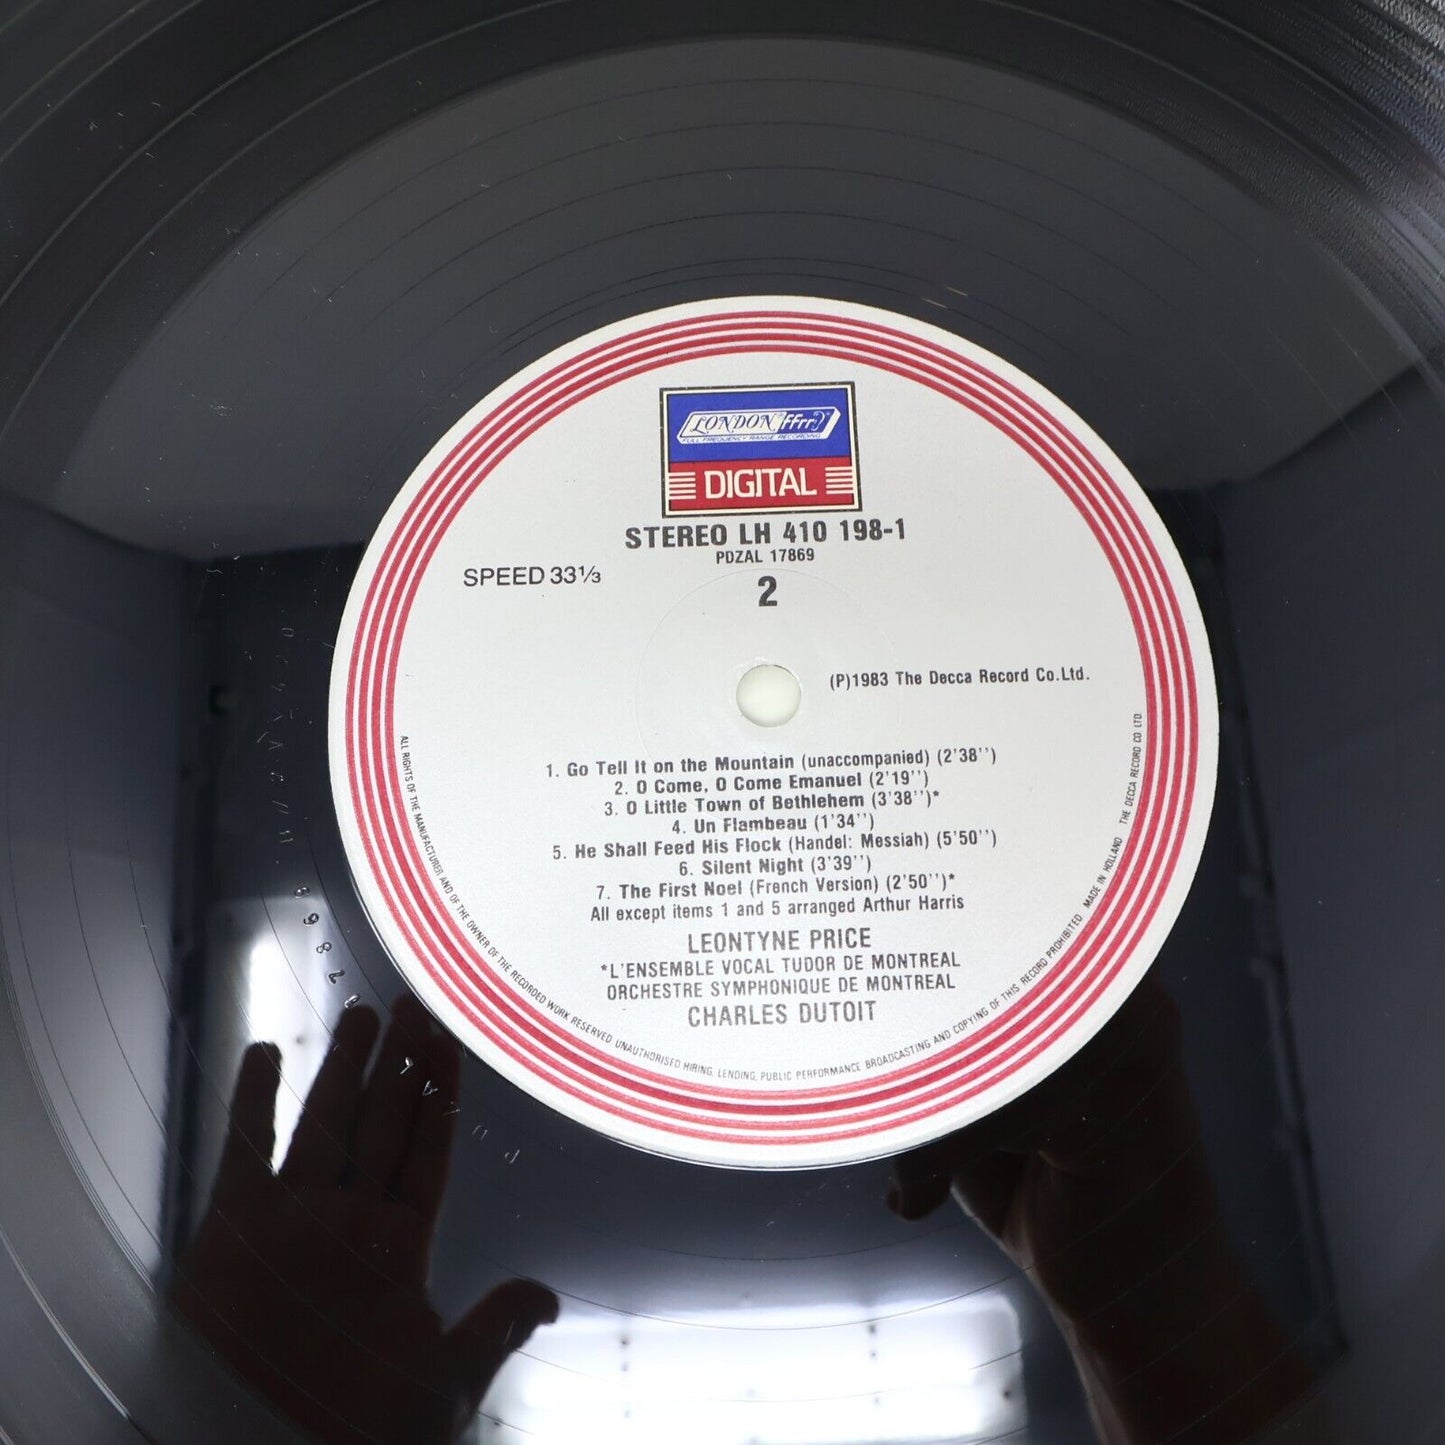 LONDON ffrr
FULL FREQUENCY RANGE RECORDING
DIGITAL
STEREO LH 410 198-1
PDZAL 17869
SPEED 33⅓
2
(P)1983 The Decca Record Co.Ltd.
1. Go Tell It on the Mountain (unaccompanied) (2'38'')
2. O Come, O Come Emanuel (2'19'')
3. O Little Town of Bethlehem (3'38'')*
4. Un Flambeau (1'34'')
5. He Shall Feed His Flock (Handel: Messiah) (5'50'')
6. Silent Night (3'39'')
7. The First Noel (French Version) (2'50'')*
All except items 1 and 5 arranged Arthur Harris
LEONTYNE PRICE
*L'ENSEMBLE VOCAL TUDOR DE MONTREAL
ORCHESTRE SYMPHONIQUE DE MONTREAL
CHARLES DUTOIT
ALL RIGHTS OF THE MANUFACTURER AND OF THE OWNER OF THE RECORDED WORK RESERVED. UNAUTHORISED HIRING, LENDING, PUBLIC PERFORMANCE BROADCASTING AND COPYING OF THIS RECORD PROHIBITED. MADE IN HOLLAND THE DECCA RECORD CO. LTD.